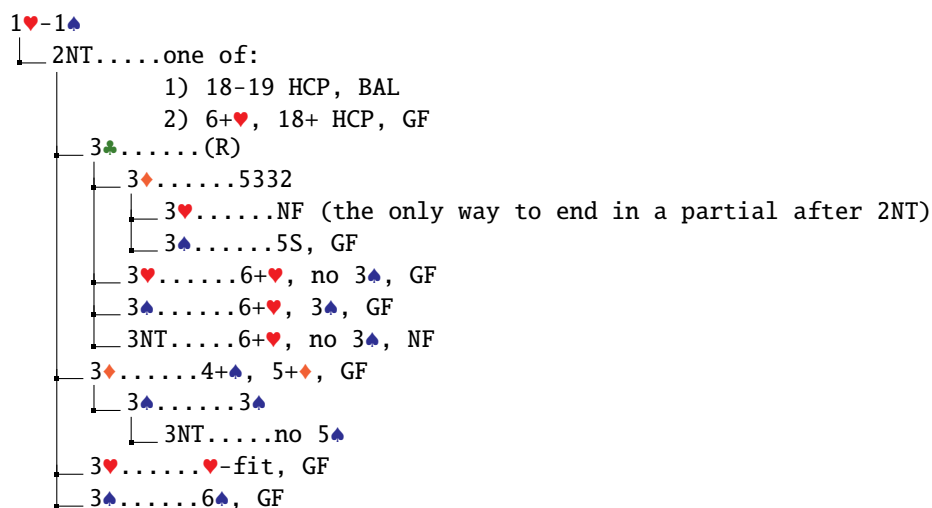 1♥-1♠
2NT.....one of:
1) 18-19 HCP, BAL
2) 6+♥, 18+ HCP, GF
3♣......(R)
3♦......5332
3♥......NF (the only way to end in a partial after 2NT)
3♠......5S, GF
3♥......6+♥, no 3♠, GF
3♠......6+♥, 3♠, GF
3NT.....6+♥, no 3♠, NF
3♦......4+♠, 5+♦, GF
3♠......3♠
3NT.....no 5♠
3♥......♥-fit, GF
3♠......6♠, GF